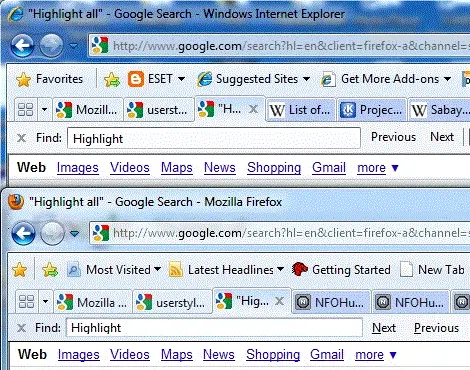 "Highlight all" - Google Search - Windows Internet Explorer
http://www.google.com/search?hl=en&client=firefox-a&channel=s
Favorites ESET Suggested Sites Get More Add-ons
Mozill... userst... "H... List of... Projec... Sabay...
Find: Highlight Previous Next
Web Images Videos Maps News Shopping Gmail more ▼
"Highlight all" - Google Search - Mozilla Firefox
http://www.google.com/search?hl=en&client=firefox-a&channel=s
Most Visited Latest Headlines Getting Started New Tab
Mozilla ... userstyl... "Hig... NFOHu... NFOHu...
Find: Highlight Next Previous
Web Images Videos Maps News Shopping Gmail more ▼